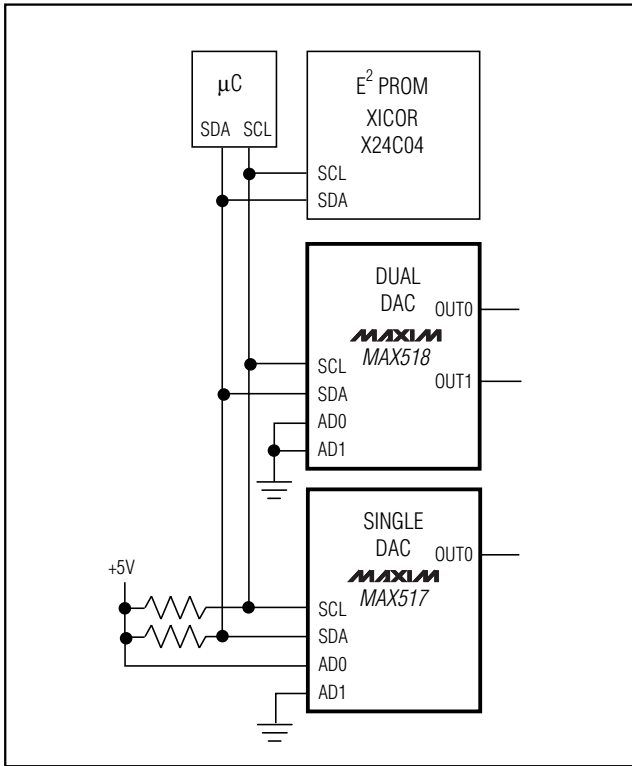 μC
SDA SCL
E² PROM
XICOR
X24C04
SCL
SDA
DUAL
DAC
OUT0
MAXIM
MAX518
OUT1
SCL
SDA
AD0
AD1
SINGLE
DAC
OUT0
MAXIM
MAX517
+5V
SCL
SDA
AD0
AD1